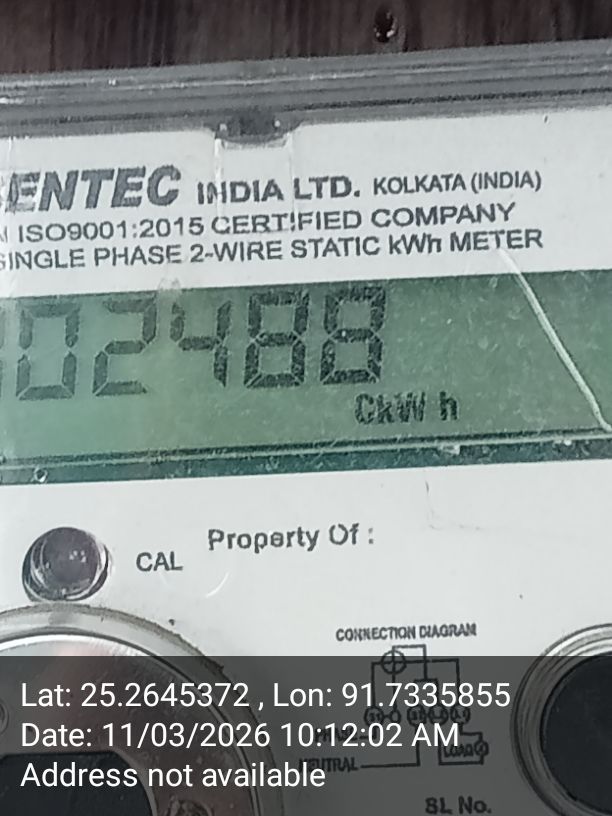 ENTEC INDIA LTD. KOLKATA (INDIA)
ISO9001:2015 CERTIFIED COMPANY
SINGLE PHASE 2-WIRE STATIC kWh METER
02488
CkW h
CAL
Property Of :
CONNECTION DIAGRAM
NEUTRAL
LOAD
SL No.
Lat: 25.2645372 , Lon: 91.7335855
Date: 11/03/2026 10:12:02 AM
Address not available